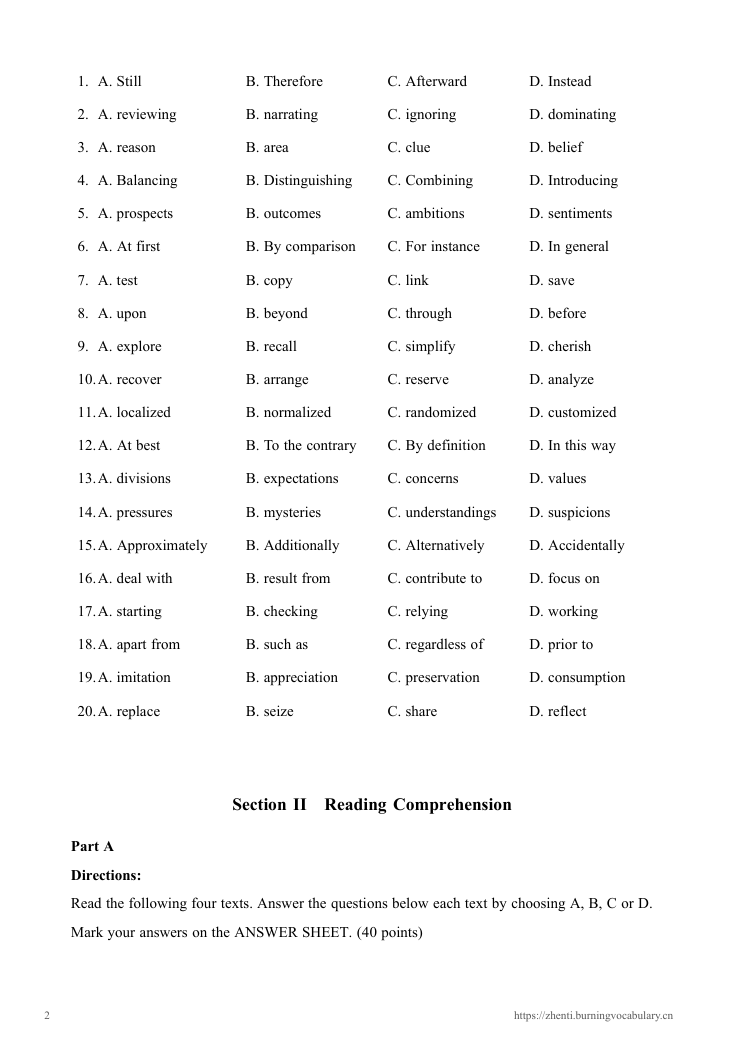 1. A. Still B. Therefore C. Afterward D. Instead
2. A. reviewing B. narrating C. ignoring D. dominating
3. A. reason B. area C. clue D. belief
4. A. Balancing B. Distinguishing C. Combining D. Introducing
5. A. prospects B. outcomes C. ambitions D. sentiments
6. A. At first B. By comparison C. For instance D. In general
7. A. test B. copy C. link D. save
8. A. upon B. beyond C. through D. before
9. A. explore B. recall C. simplify D. cherish
10. A. recover B. arrange C. reserve D. analyze
11. A. localized B. normalized C. randomized D. customized
12. A. At best B. To the contrary C. By definition D. In this way
13. A. divisions B. expectations C. concerns D. values
14. A. pressures B. mysteries C. understandings D. suspicions
15. A. Approximately B. Additionally C. Alternatively D. Accidentally
16. A. deal with B. result from C. contribute to D. focus on
17. A. starting B. checking C. relying D. working
18. A. apart from B. such as C. regardless of D. prior to
19. A. imitation B. appreciation C. preservation D. consumption
20. A. replace B. seize C. share D. reflect
Section II Reading Comprehension
Part A
Directions:
Read the following four texts. Answer the questions below each text by choosing A, B, C or D.
Mark your answers on the ANSWER SHEET. (40 points)
2 https://zhenti.burningvocabulary.cn